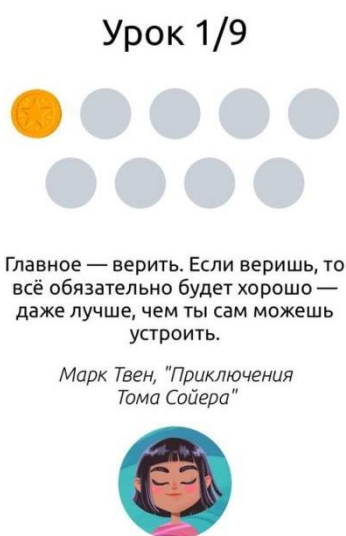 Урок 1/9
Главное — верить. Если веришь, то
всё обязательно будет хорошо —
даже лучше, чем ты сам можешь
устроить.
Марк Твен, "Приключения
Тома Сойера"